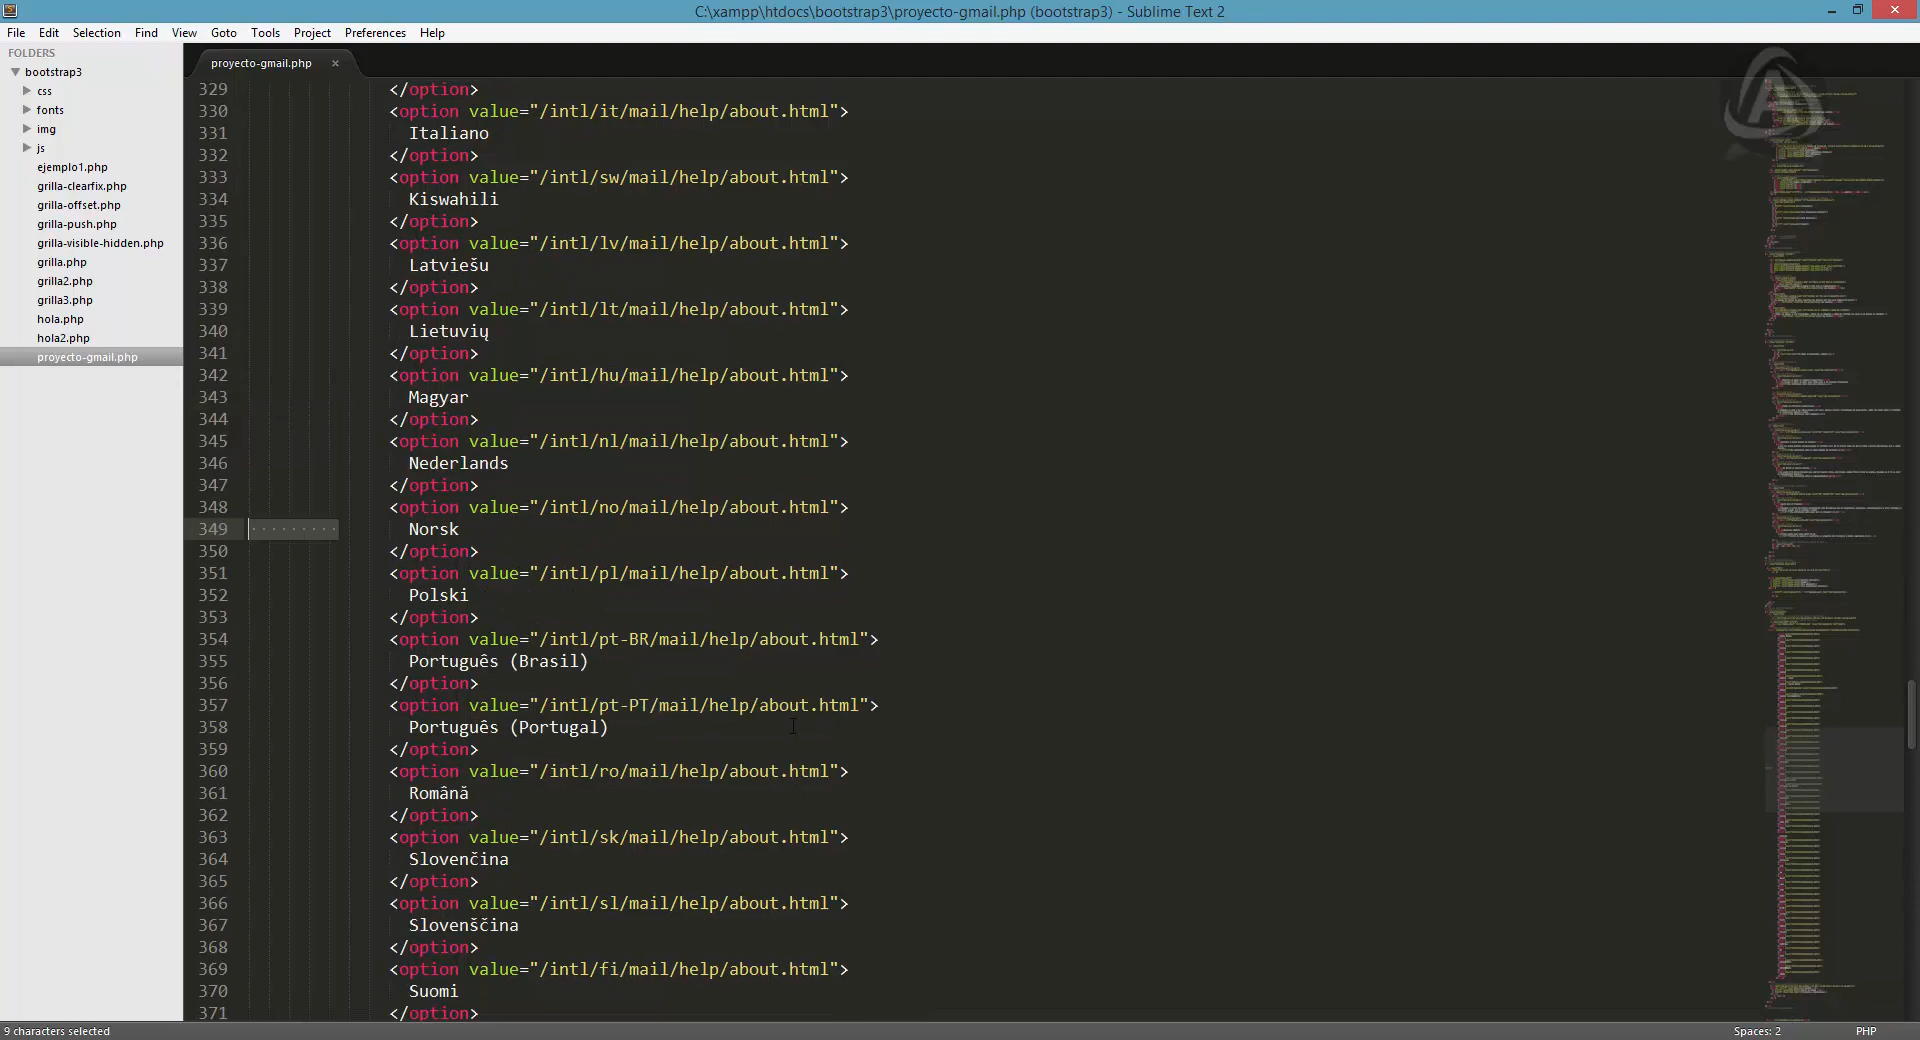 C:\xampp\htdocs\bootstrap3\proyecto-gmail.php (bootstrap3) - Sublime Text 2
File Edit Selection Find View Goto Tools Project Preferences Help
FOLDERS
bootstrap3
css
fonts
img
js
ejemplo1.php
grilla-clearfix.php
grilla-offset.php
grilla-push.php
grilla-visible-hidden.php
grilla.php
grilla2.php
grilla3.php
hola.php
hola2.php
proyecto-gmail.php
proyecto-gmail.php ×
329 </option>
330 <option value="/intl/it/mail/help/about.html">
331 Italiano
332 </option>
333 <option value="/intl/sw/mail/help/about.html">
334 Kiswahili
335 </option>
336 <option value="/intl/lv/mail/help/about.html">
337 Latviešu
338 </option>
339 <option value="/intl/lt/mail/help/about.html">
340 Lietuvių
341 </option>
342 <option value="/intl/hu/mail/help/about.html">
343 Magyar
344 </option>
345 <option value="/intl/nl/mail/help/about.html">
346 Nederlands
347 </option>
348 <option value="/intl/no/mail/help/about.html">
349 Norsk
350 </option>
351 <option value="/intl/pl/mail/help/about.html">
352 Polski
353 </option>
354 <option value="/intl/pt-BR/mail/help/about.html">
355 Português (Brasil)
356 </option>
357 <option value="/intl/pt-PT/mail/help/about.html">
358 Português (Portugal)
359 </option>
360 <option value="/intl/ro/mail/help/about.html">
361 Română
362 </option>
363 <option value="/intl/sk/mail/help/about.html">
364 Slovenčina
365 </option>
366 <option value="/intl/sl/mail/help/about.html">
367 Slovenščina
368 </option>
369 <option value="/intl/fi/mail/help/about.html">
370 Suomi
371 </option>
9 characters selected
Spaces: 2
PHP